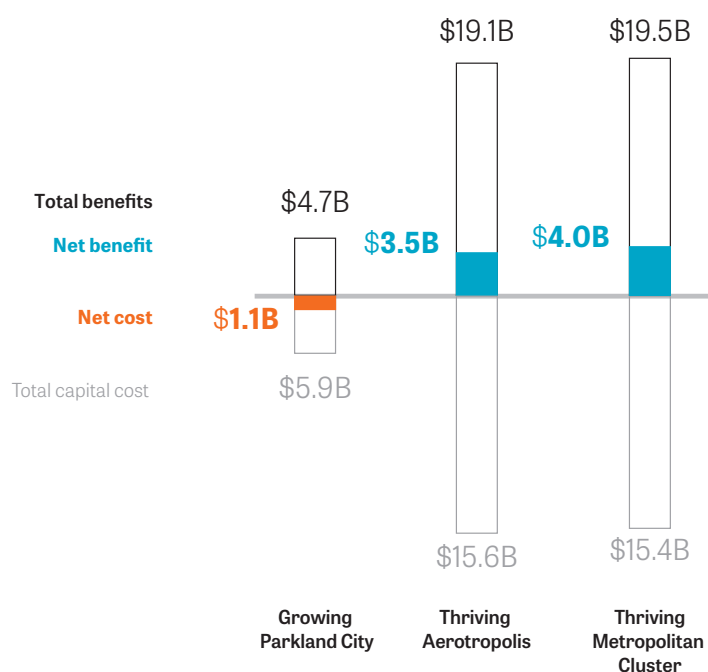 $19.1B
$19.5B
Total benefits
$4.7B
Net benefit
$3.5B
$4.0B
Net cost
$1.1B
Total capital cost
$5.9B
$15.6B
$15.4B
Growing
Parkland City
Thriving
Aerotropolis
Thriving
Metropolitan
Cluster